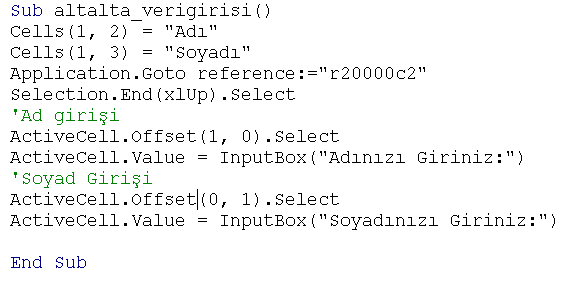 Sub altalta_verigirisi()
Cells(1, 2) = "Adı"
Cells(1, 3) = "Soyadı"
Application.Goto reference:="r20000c2"
Selection.End(xlUp).Select
'Ad girişi
ActiveCell.Offset(1, 0).Select
ActiveCell.Value = InputBox("Adınızı Giriniz:")
'Soyad Girişi
ActiveCell.Offset(0, 1).Select
ActiveCell.Value = InputBox("Soyadınızı Giriniz:")
End Sub